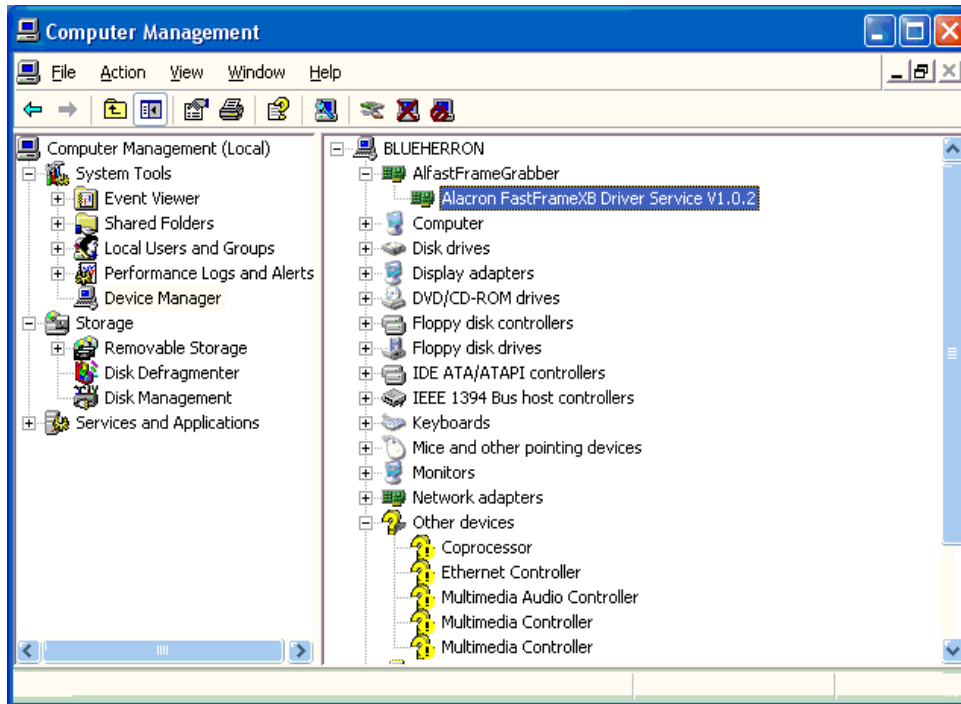 Computer Management
File Action View Window Help
Computer Management (Local)
System Tools
Event Viewer
Shared Folders
Local Users and Groups
Performance Logs and Alerts
Device Manager
Storage
Removable Storage
Disk Defragmenter
Disk Management
Services and Applications
BLUEHERRON
AlfastFrameGrabber
Alacron FastFrameXB Driver Service V1.0.2
Computer
Disk drives
Display adapters
DVD/CD-ROM drives
Floppy disk controllers
Floppy disk drives
IDE ATA/ATAPI controllers
IEEE 1394 Bus host controllers
Keyboards
Mice and other pointing devices
Monitors
Network adapters
Other devices
Coprocessor
Ethernet Controller
Multimedia Audio Controller
Multimedia Controller
Multimedia Controller